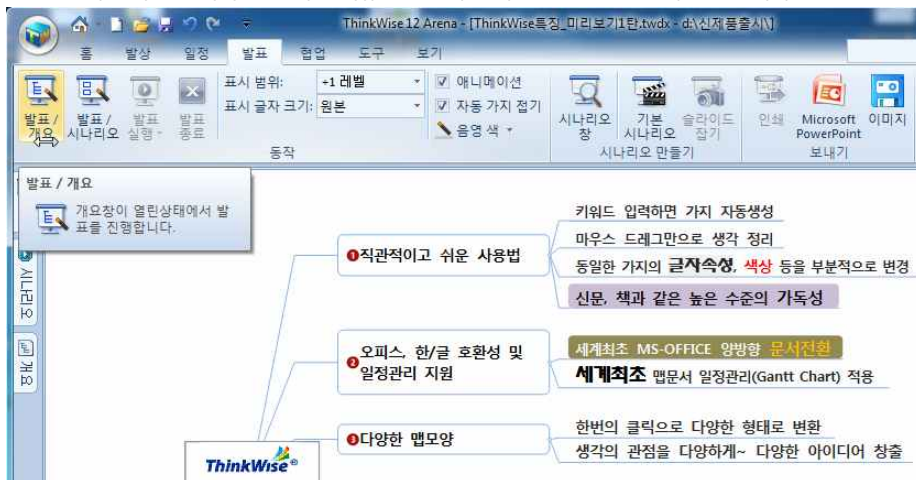 ThinkWise 12 Arena - [ThinkWise특징_미리보기1탄.twdx - d:\신제품출시\]
홈 발상 일정 발표 협업 도구 보기
발표 / 개요
발표 / 시나리오
발표 실행
발표 종료
표시 범위: +1 레벨
표시 글자 크기: 원본
애니메이션
자동 가지 접기
음영 색
동작
시나리오 창
기본 시나리오
슬라이드 잡기
시나리오 만들기
인쇄
Microsoft PowerPoint
이미지
보내기
발표 / 개요
개요창이 열린상태에서 발
표를 진행합니다.
시나리오
개요
❶직관적이고 쉬운 사용법
키워드 입력하면 가지 자동생성
마우스 드래그만으로 생각 정리
동일한 가지의 글자속성, 색상 등을 부분적으로 변경
신문, 책과 같은 높은 수준의 가독성
❷오피스, 한/글 호환성 및
일정관리 지원
세계최초 MS-OFFICE 양방향 문서전환
세계최초 맵문서 일정관리(Gantt Chart) 적용
❸다양한 맵모양
한번의 클릭으로 다양한 형태로 변환
생각의 관점을 다양하게~ 다양한 아이디어 창출
ThinkWise®